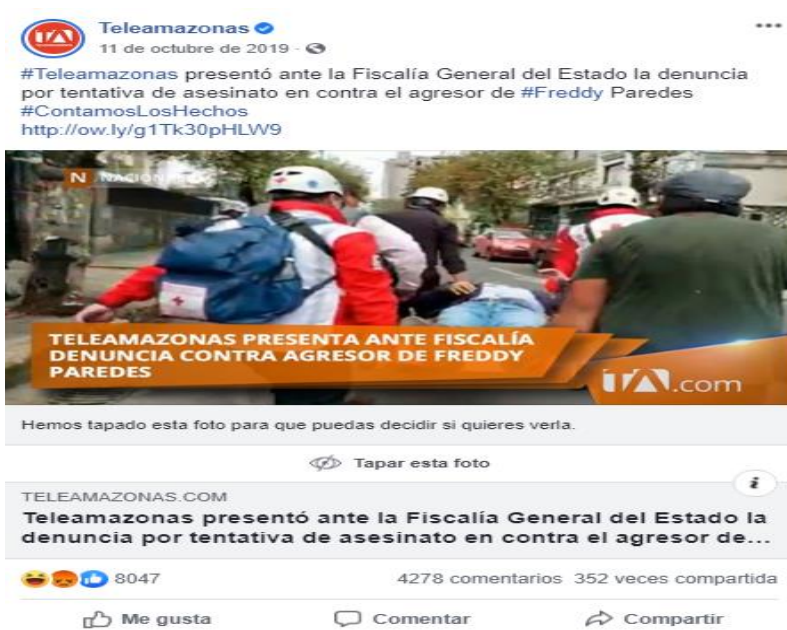 Teleamazonas
11 de octubre de 2019 ·
#Teleamazonas presentó ante la Fiscalía General del Estado la denuncia
por tentativa de asesinato en contra el agresor de #Freddy Paredes
#ContamosLosHechos
http://ow.ly/g1Tk30pHLW9
N
TELEAMAZONAS PRESENTA ANTE FISCALÍA
DENUNCIA CONTRA AGRESOR DE FREDDY
PAREDES
TA.com
Hemos tapado esta foto para que puedas decidir si quieres verla.
Tapar esta foto
TELEAMAZONAS.COM
Teleamazonas presentó ante la Fiscalía General del Estado la
denuncia por tentativa de asesinato en contra el agresor de...
8047
4278 comentarios 352 veces compartida
Me gusta Comentar Compartir